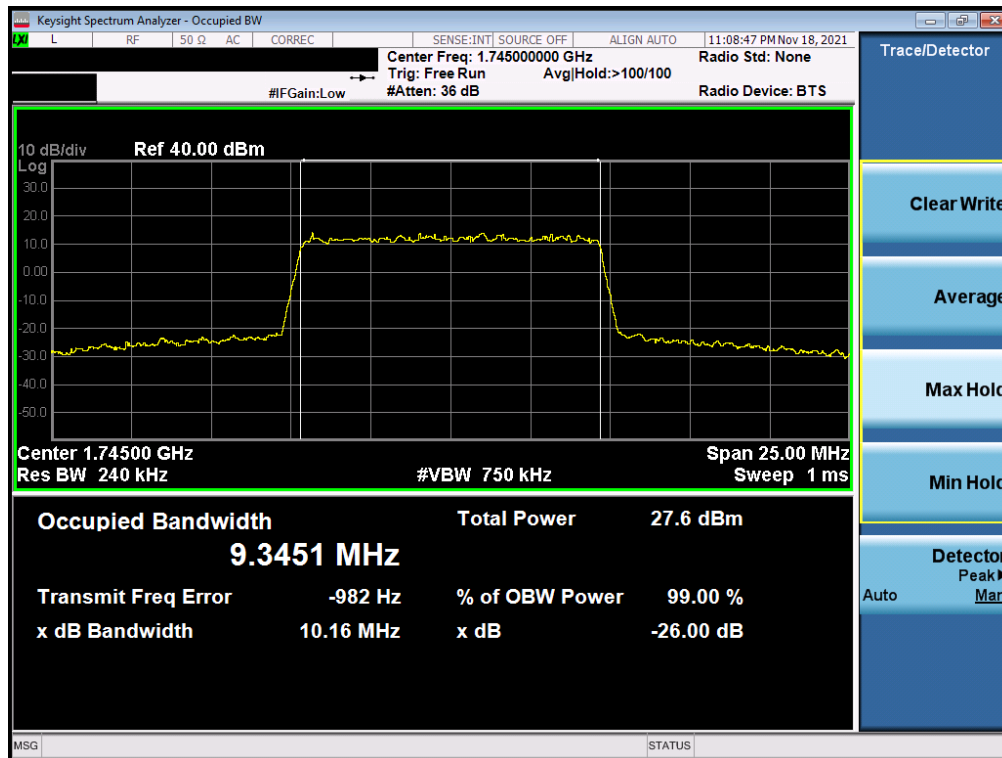 Keysight Spectrum Analyzer - Occupied BW
LXI L RF 50 Ω AC CORREC SENSE:INT SOURCE OFF ALIGN AUTO 11:08:47 PM Nov 18, 2021
Center Freq: 1.745000000 GHz Radio Std: None
Trig: Free Run Avg|Hold:>100/100
#IFGain:Low #Atten: 36 dB Radio Device: BTS
Trace/Detector
10 dB/div Ref 40.00 dBm
Log
30.0
20.0
10.0
0.00
-10.0
-20.0
-30.0
-40.0
-50.0
Center 1.74500 GHz Span 25.00 MHz
Res BW 240 kHz #VBW 750 kHz Sweep 1 ms
Occupied Bandwidth Total Power 27.6 dBm
9.3451 MHz
Transmit Freq Error -982 Hz % of OBW Power 99.00 %
x dB Bandwidth 10.16 MHz x dB -26.00 dB
Clear Write
Average
Max Hold
Min Hold
Detector
Peak
Auto Man
MSG STATUS